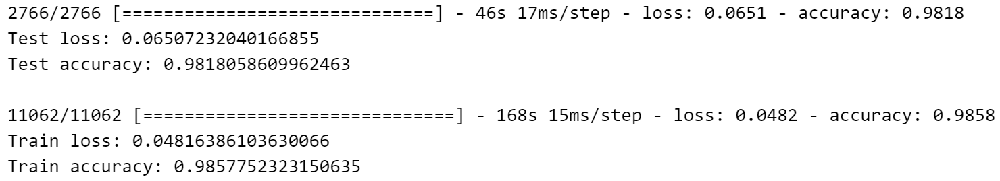 2766/2766 [==============================] - 46s 17ms/step - loss: 0.0651 - accuracy: 0.9818
Test loss: 0.06507232040166855
Test accuracy: 0.9818058609962463
11062/11062 [==============================] - 168s 15ms/step - loss: 0.0482 - accuracy: 0.9858
Train loss: 0.04816386103630066
Train accuracy: 0.9857752323150635